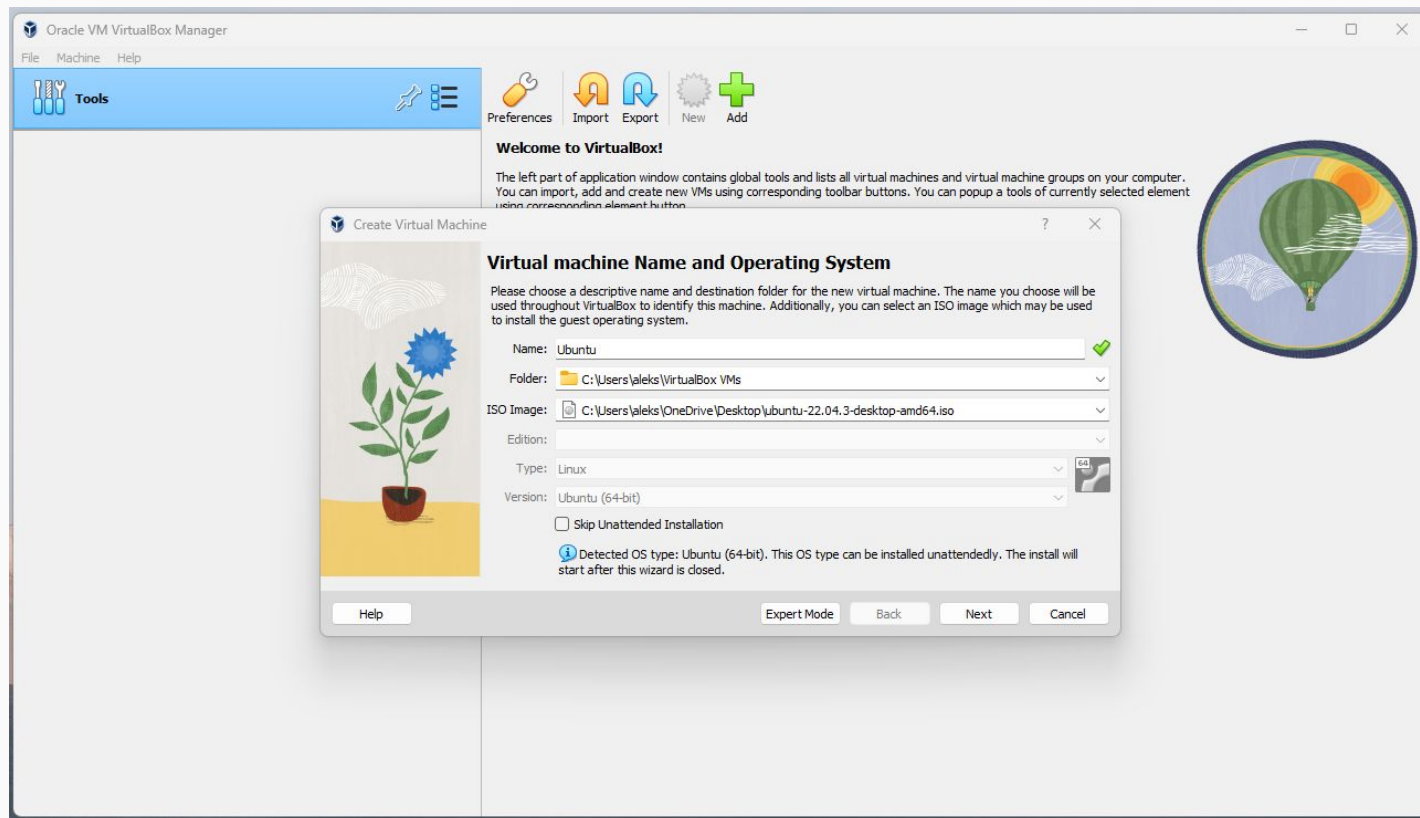 Oracle VM VirtualBox Manager
File Machine Help
Tools
Preferences Import Export New Add
Welcome to VirtualBox!
The left part of application window contains global tools and lists all virtual machines and virtual machine groups on your computer.
You can import, add and create new VMs using corresponding toolbar buttons. You can popup a tools of currently selected element
using corresponding element button
Create Virtual Machine
?
Virtual machine Name and Operating System
Please choose a descriptive name and destination folder for the new virtual machine. The name you choose will be
used throughout VirtualBox to identify this machine. Additionally, you can select an ISO image which may be used
to install the guest operating system.
Name: Ubuntu
Folder: C:\Users\aleks\VirtualBox VMs
ISO Image: C:\Users\aleks\OneDrive\Desktop\ubuntu-22.04.3-desktop-amd64.iso
Edition:
Type: Linux
64
Version: Ubuntu (64-bit)
Skip Unattended Installation
Detected OS type: Ubuntu (64-bit). This OS type can be installed unattendedly. The install will
start after this wizard is closed.
Help Expert Mode Back Next Cancel